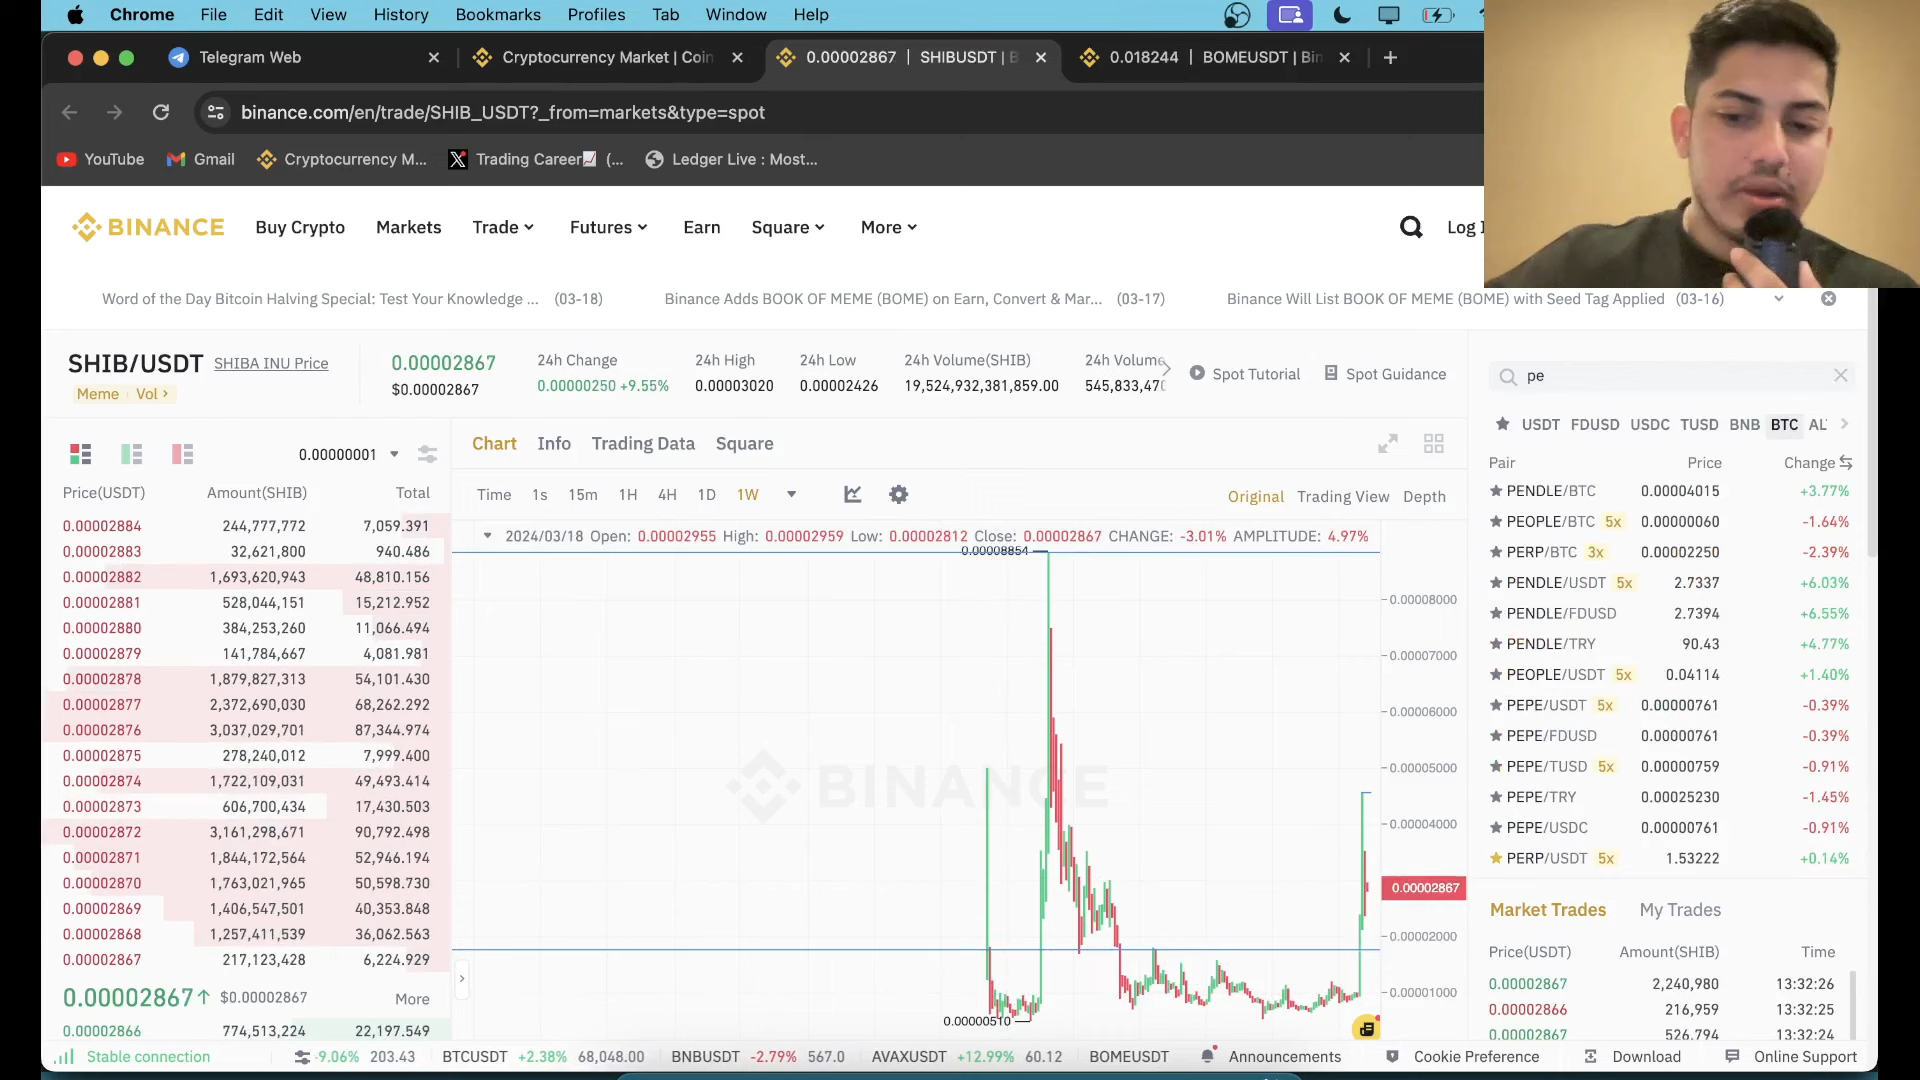 Chrome File Edit View History Bookmarks Profiles Tab Window Help
Telegram Web
Cryptocurrency Market | Coin
0.00002867 | SHIBUSDT | B
0.018244 | BOMEUSDT | Bin
binance.com/en/trade/SHIB_USDT?_from=markets&type=spot
YouTube Gmail Cryptocurrency M... Trading Career (... Ledger Live : Most...
BINANCE Buy Crypto Markets Trade Futures Earn Square More Log I
Word of the Day Bitcoin Halving Special: Test Your Knowledge ... (03-18)
Binance Adds BOOK OF MEME (BOME) on Earn, Convert & Mar... (03-17)
Binance Will List BOOK OF MEME (BOME) with Seed Tag Applied (03-16)
SHIB/USDT SHIBA INU Price
Meme Vol
0.00002867
$0.00002867
24h Change
0.00000250 +9.55%
24h High
0.00003020
24h Low
0.00002426
24h Volume(SHIB)
19,524,932,381,859.00
24h Volume
545,833,470
Spot Tutorial Spot Guidance
0.00000001
Price(USDT) Amount(SHIB) Total
0.00002884 244,777,772 7,059.391
0.00002883 32,621,800 940.486
0.00002882 1,693,620,943 48,810.156
0.00002881 528,044,151 15,212.952
0.00002880 384,253,260 11,066.494
0.00002879 141,784,667 4,081.981
0.00002878 1,879,827,313 54,101.430
0.00002877 2,372,690,030 68,262.292
0.00002876 3,037,029,701 87,344.974
0.00002875 278,240,012 7,999.400
0.00002874 1,722,109,031 49,493.414
0.00002873 606,700,434 17,430.503
0.00002872 3,161,298,671 90,792.498
0.00002871 1,844,172,564 52,946.194
0.00002870 1,763,021,965 50,598.730
0.00002869 1,406,547,501 40,353.848
0.00002868 1,257,411,539 36,062.563
0.00002867 217,123,428 6,224.929
0.00002867↑ $0.00002867 More
0.00002866 774,513,224 22,197.549
Chart Info Trading Data Square
Time 1s 15m 1H 4H 1D 1W
Original Trading View Depth
2024/03/18 Open: 0.00002955 High: 0.00002959 Low: 0.00002812 Close: 0.00002867 CHANGE: -3.01% AMPLITUDE: 4.97%
0.00008854
0.00008000
0.00007000
0.00006000
0.00005000
BINANCE
0.00004000
0.00002867
0.00002000
0.00001000
0.00000510
pe
USDT FDUSD USDC TUSD BNB BTC AL
Pair Price Change
PENDLE/BTC 0.00004015 +3.77%
PEOPLE/BTC 5x 0.00000060 -1.64%
PERP/BTC 3x 0.00002250 -2.39%
PENDLE/USDT 5x 2.7337 +6.03%
PENDLE/FDUSD 2.7394 +6.55%
PENDLE/TRY 90.43 +4.77%
PEOPLE/USDT 5x 0.04114 +1.40%
PEPE/USDT 5x 0.00000761 -0.39%
PEPE/FDUSD 0.00000761 -0.39%
PEPE/TUSD 5x 0.00000759 -0.91%
PEPE/TRY 0.00025230 -1.45%
PEPE/USDC 0.00000761 -0.91%
PERP/USDT 5x 1.53222 +0.14%
Market Trades My Trades
Price(USDT) Amount(SHIB) Time
0.00002867 2,240,980 13:32:26
0.00002866 216,959 13:32:25
0.00002867 526,794 13:32:24
Stable connection -9.06% 203.43 BTCUSDT +2.38% 68,048.00 BNBUSDT -2.79% 567.0 AVAXUSDT +12.99% 60.12 BOMEUSDT Announcements Cookie Preference Download Online Support